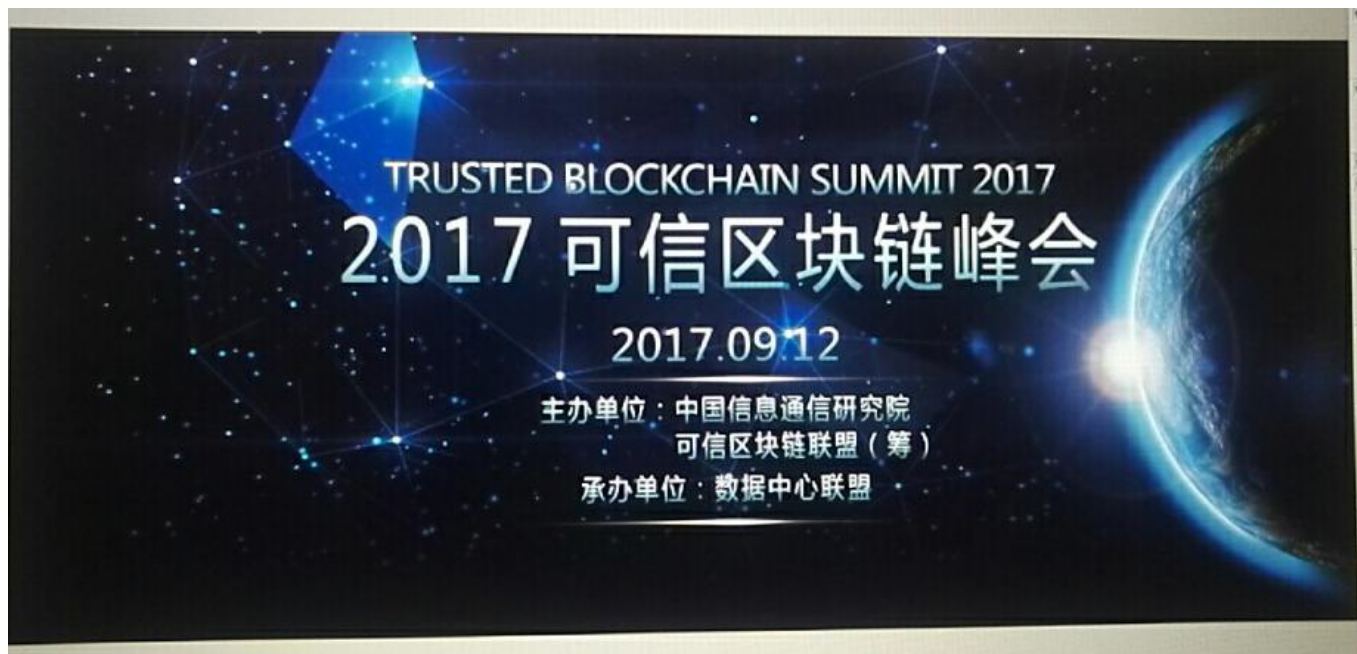 TRUSTED BLOCKCHAIN SUMMIT 2017
2017 可信区块链峰会
2017.09.12
主办单位：中国信息通信研究院
可信区块链联盟（筹）
承办单位：数据中心联盟